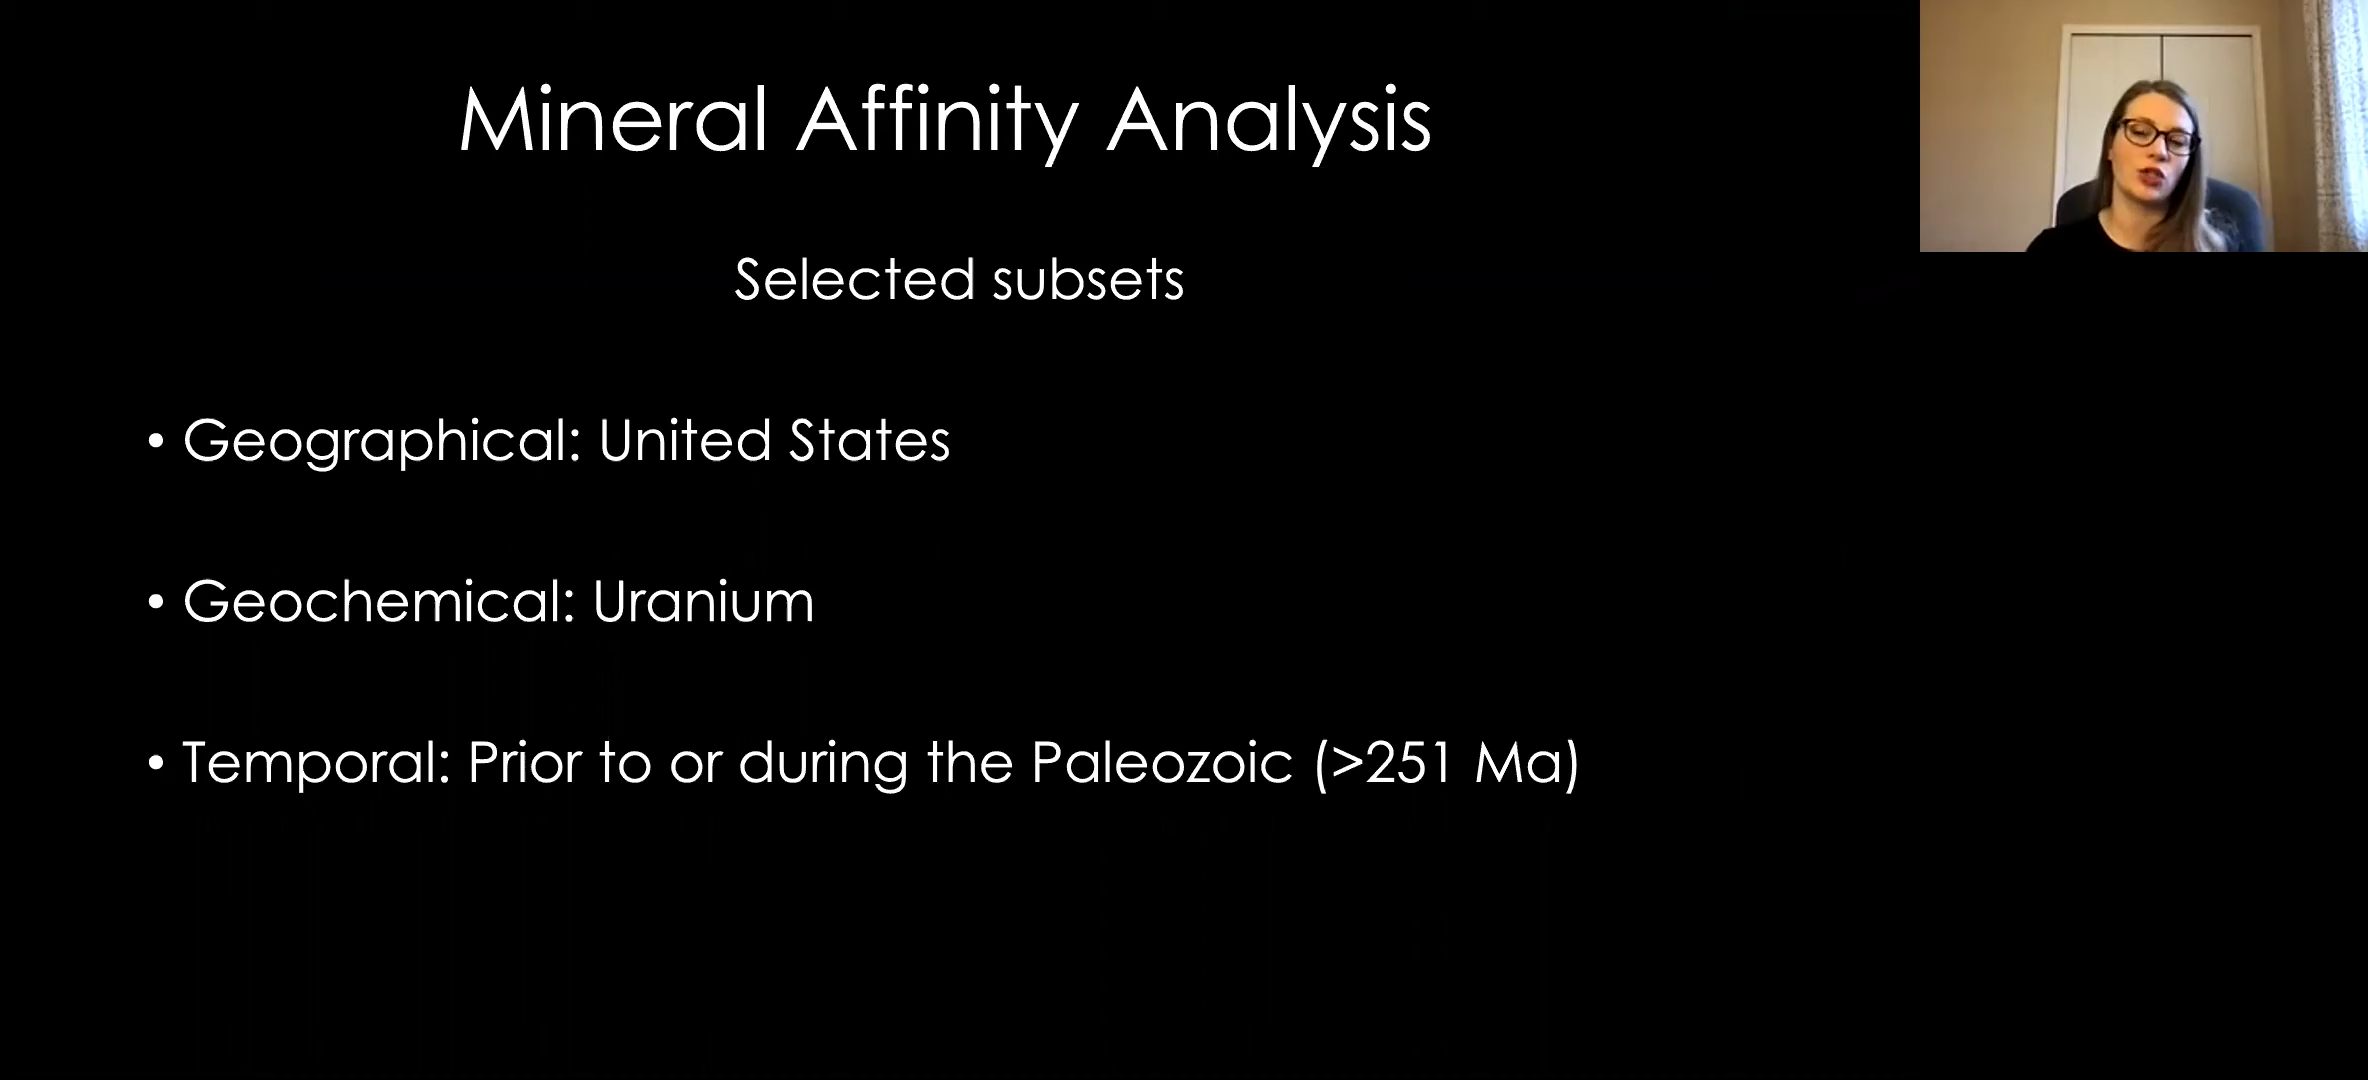 Mineral Affinity Analysis
Selected subsets
• Geographical: United States
• Geochemical: Uranium
• Temporal: Prior to or during the Paleozoic (>251 Ma)